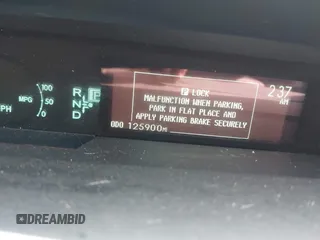 P LOCK
2:37
AM
MALFUNCTION WHEN PARKING,
PARK IN FLAT PLACE AND
APPLY PARKING BRAKE SECURELY
ODO 125900
100
MPG 50
0
PH
R
N
D
P
DREAMBID